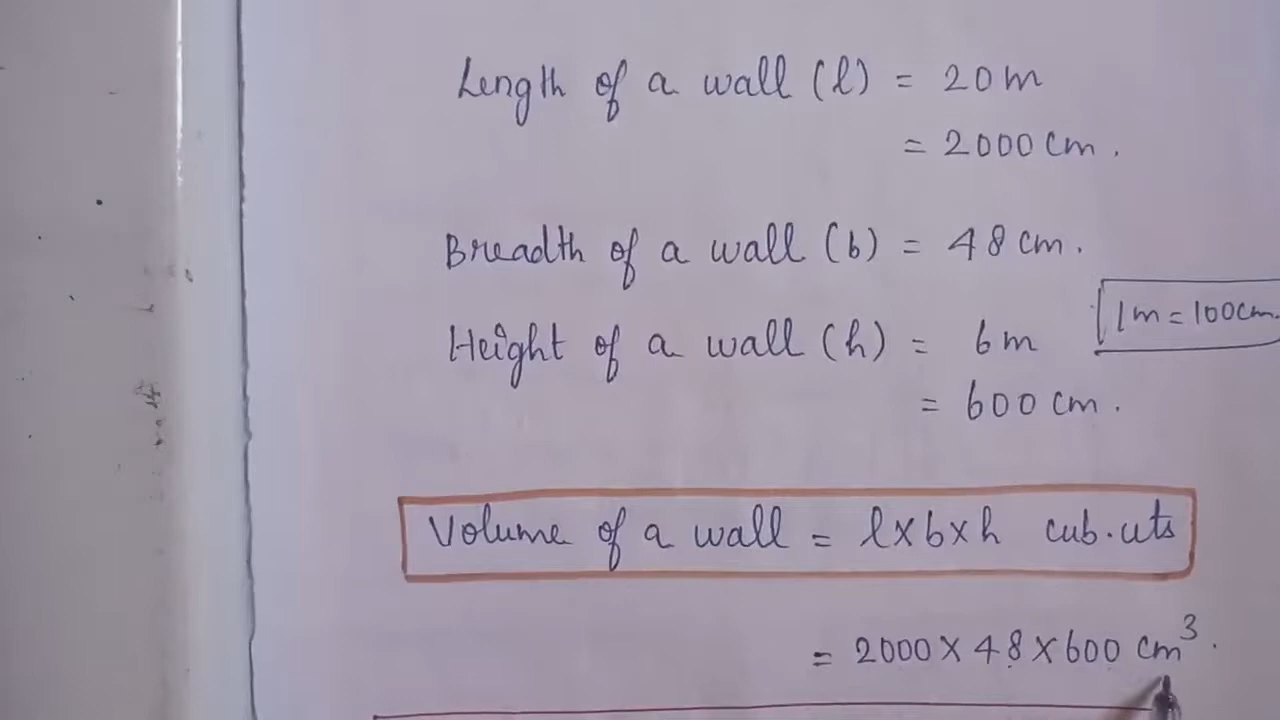 Length of a wall (l) = 20m
= 2000 cm.
Breadth of a wall (b) = 48 cm.
1m = 100cm.
Height of a wall (h) = 6m
= 600 cm.
Volume of a wall = l×b×h cub.uts
= 2000 × 48 × 600 cm³.